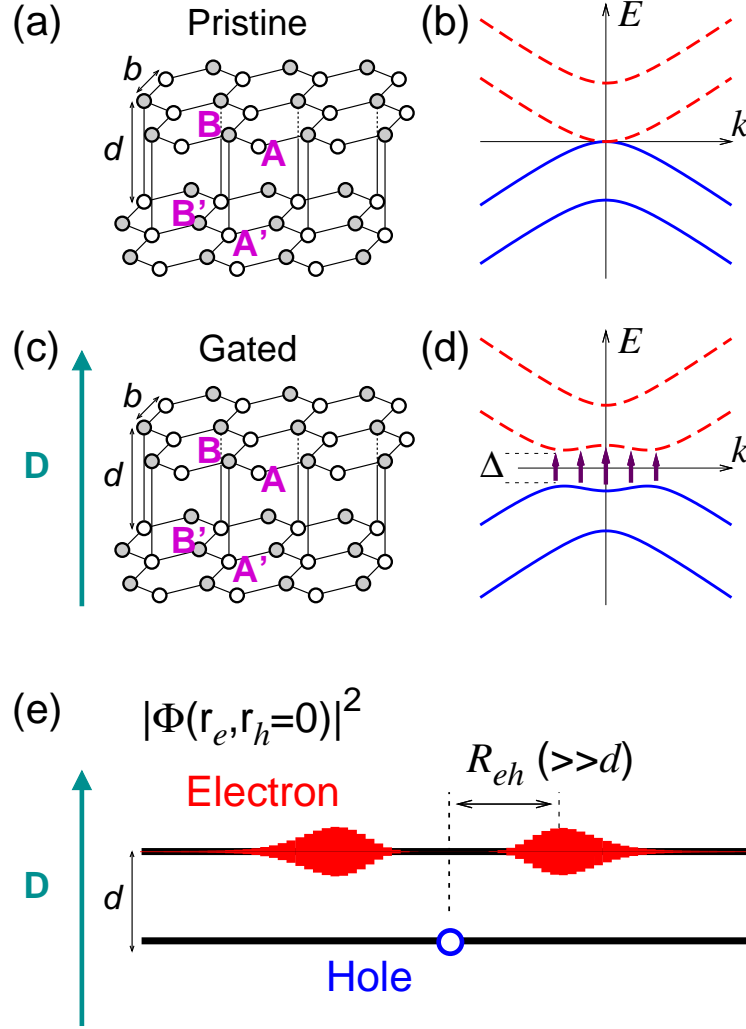 (a) Pristine
b
d
B
A
B’
A’
(b)
E
k
(c) Gated
D
b
d
B
A
B’
A’
(d)
E
k
Δ
(e)
|Φ(r_e,r_h=0)|^2
R_eh (>>d)
Electron
D
d
Hole